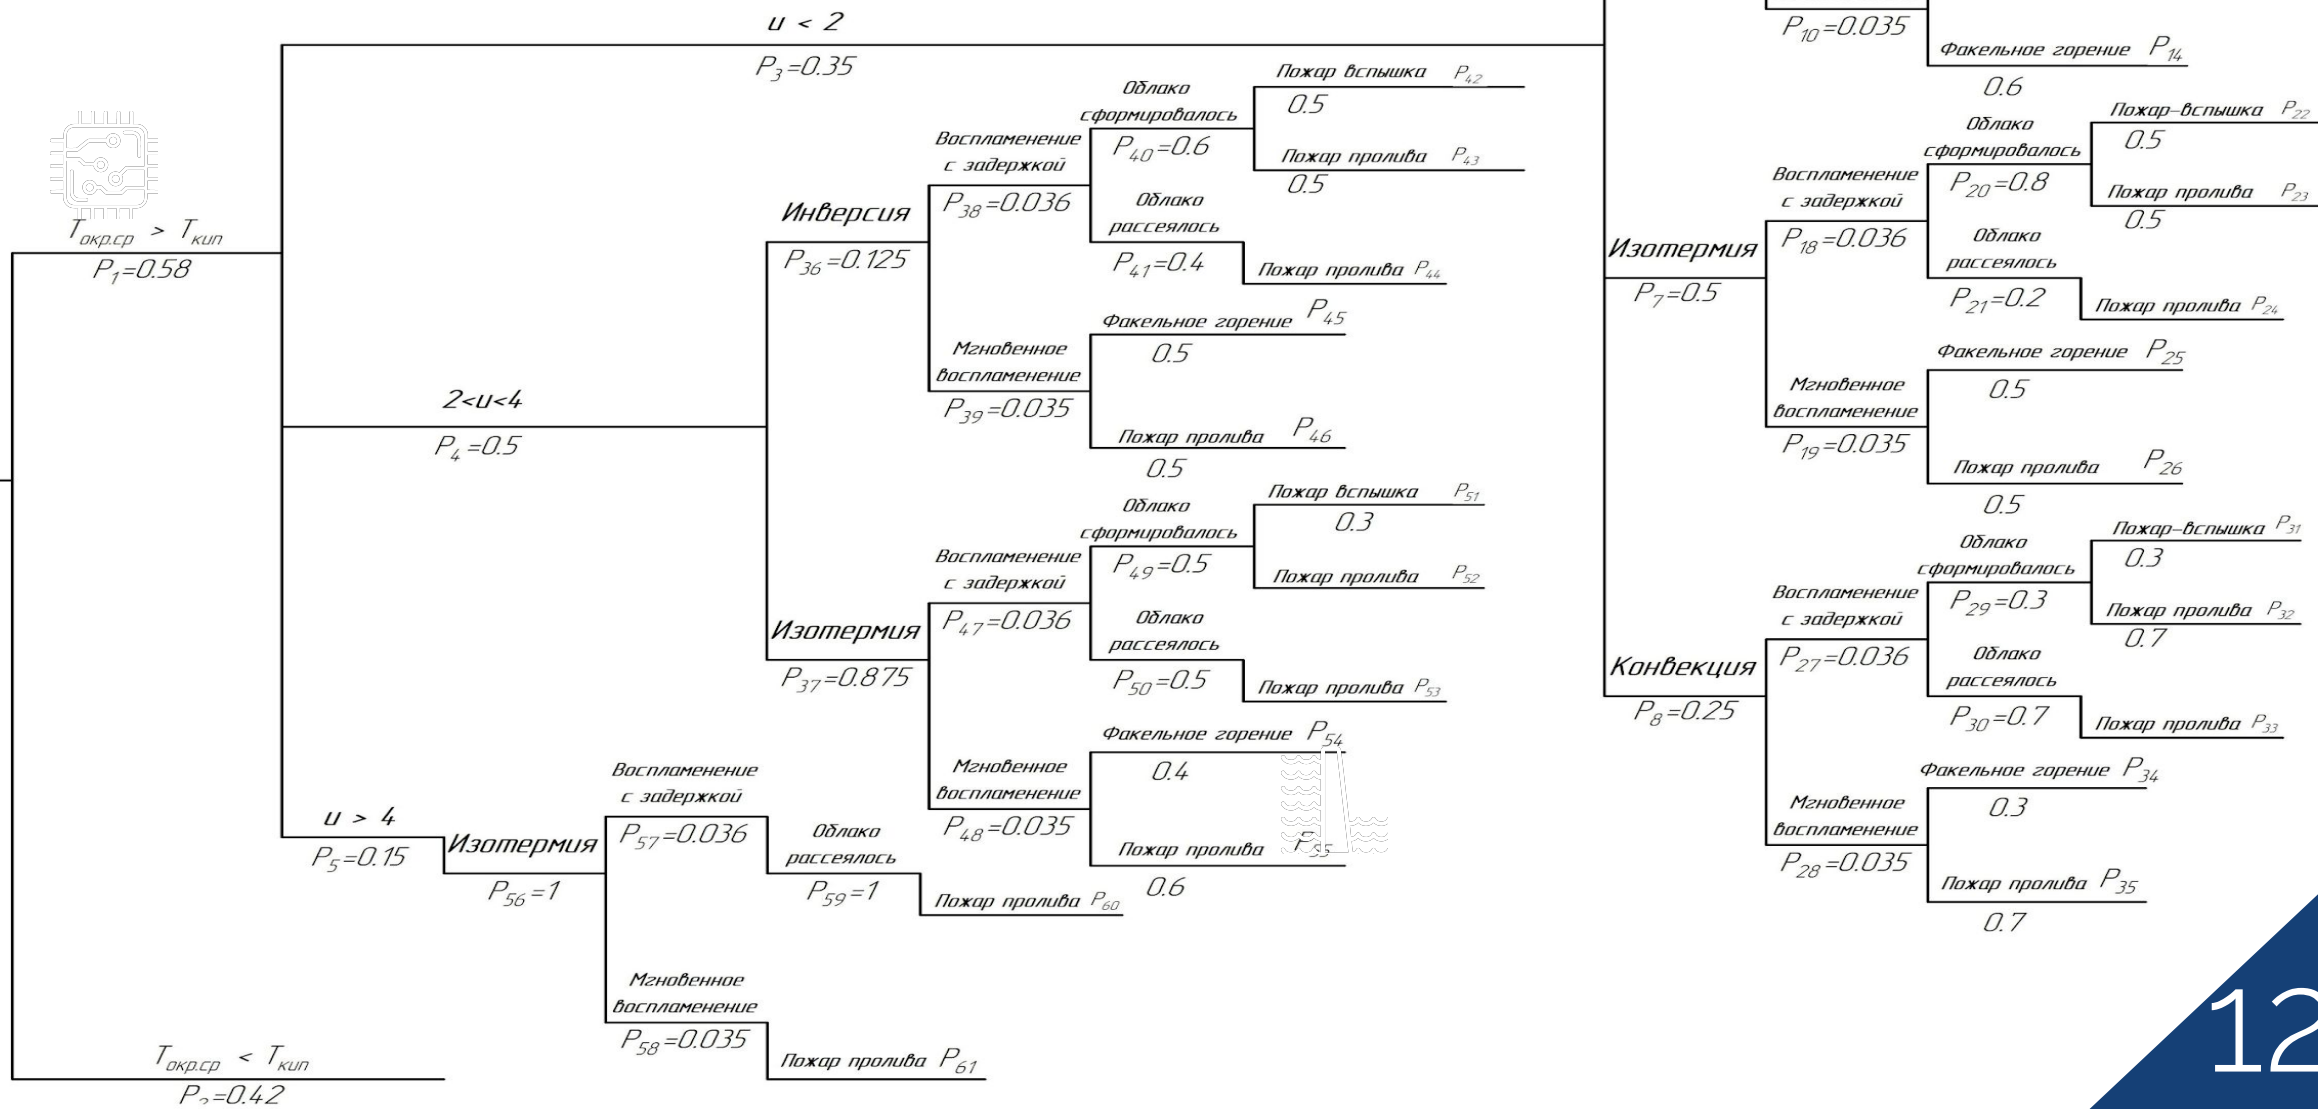 u < 2
P3=0.35
P10=0.035
Факельное горение P14
0.6
Tокр.ср > Tкип
P1=0.58
2<u<4
P4=0.5
u > 4
P5=0.15
Изотермия
P56=1
Воспламенение
с задержкой
P57=0.036
Облако
рассеялось
P59=1
Пожар пролива P60
Мгновенное
воспламенение
P58=0.035
Пожар пролива P61
Tокр.ср < Tкип
P2=0.42
Инверсия
P36=0.125
Воспламенение
с задержкой
P38=0.036
Облако
сформировалось
P40=0.6
Пожар вспышка P42
0.5
Пожар пролива P43
0.5
Облако
рассеялось
P41=0.4
Пожар пролива P44
Мгновенное
воспламенение
P39=0.035
Факельное горение P45
0.5
Пожар пролива P46
0.5
Изотермия
P37=0.875
Воспламенение
с задержкой
P47=0.036
Облако
сформировалось
P49=0.5
Пожар вспышка P51
0.3
Пожар пролива P52
Облако
рассеялось
P50=0.5
Пожар пролива P53
Мгновенное
воспламенение
P48=0.035
Факельное горение P54
0.4
Пожар пролива P55
0.6
Изотермия
P7=0.5
Воспламенение
с задержкой
P18=0.036
Облако
сформировалось
P20=0.8
Пожар-вспышка P22
0.5
Пожар пролива P23
0.5
Облако
рассеялось
P21=0.2
Пожар пролива P24
Мгновенное
воспламенение
P19=0.035
Факельное горение P25
0.5
Пожар пролива P26
0.5
Конвекция
P8=0.25
Воспламенение
с задержкой
P27=0.036
Облако
сформировалось
P29=0.3
Пожар-вспышка P31
0.3
Пожар пролива P32
0.7
Облако
рассеялось
P30=0.7
Пожар пролива P33
Мгновенное
воспламенение
P28=0.035
Факельное горение P34
0.3
Пожар пролива P35
0.7
12